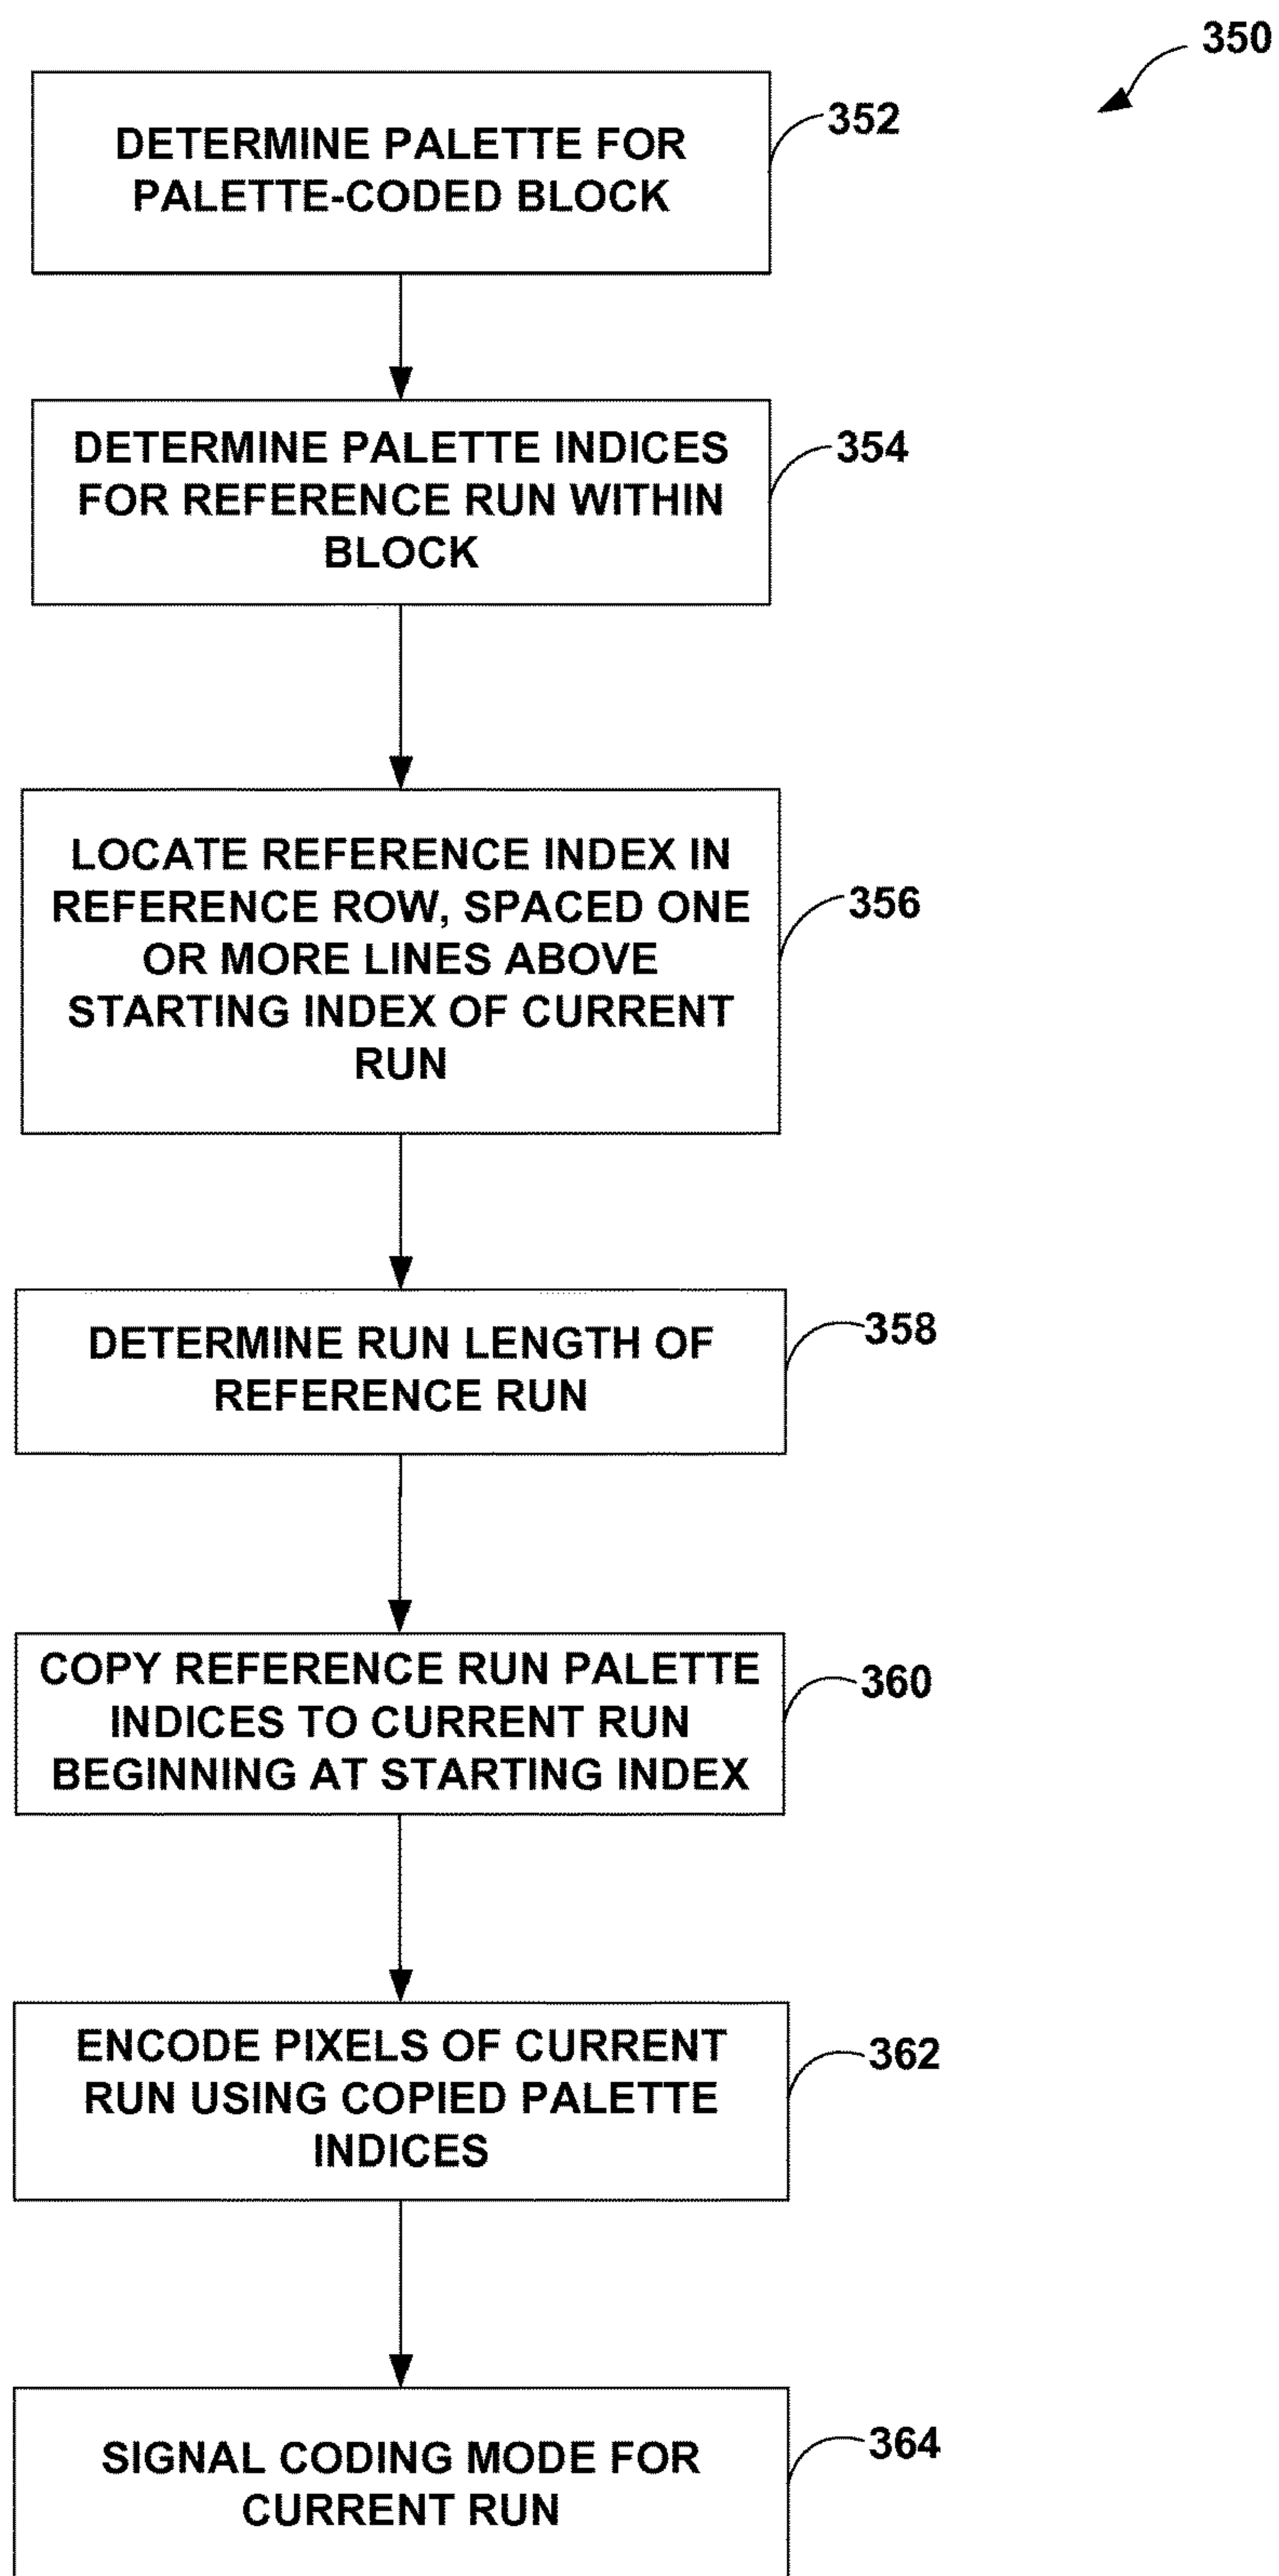 350
DETERMINE PALETTE FOR
PALETTE-CODED BLOCK
352
DETERMINE PALETTE INDICES
FOR REFERENCE RUN WITHIN
BLOCK
354
LOCATE REFERENCE INDEX IN
REFERENCE ROW, SPACED ONE
OR MORE LINES ABOVE
STARTING INDEX OF CURRENT
RUN
356
DETERMINE RUN LENGTH OF
REFERENCE RUN
358
COPY REFERENCE RUN PALETTE
INDICES TO CURRENT RUN
BEGINNING AT STARTING INDEX
360
ENCODE PIXELS OF CURRENT
RUN USING COPIED PALETTE
INDICES
362
SIGNAL CODING MODE FOR
CURRENT RUN
364